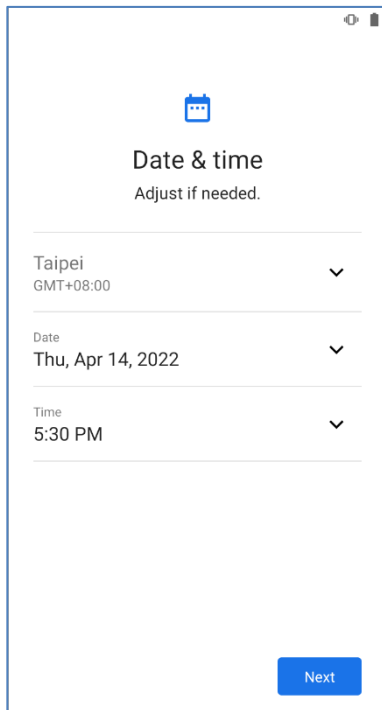 Date & time
Adjust if needed.
Taipei
GMT+08:00
Date
Thu, Apr 14, 2022
Time
5:30 PM
Next